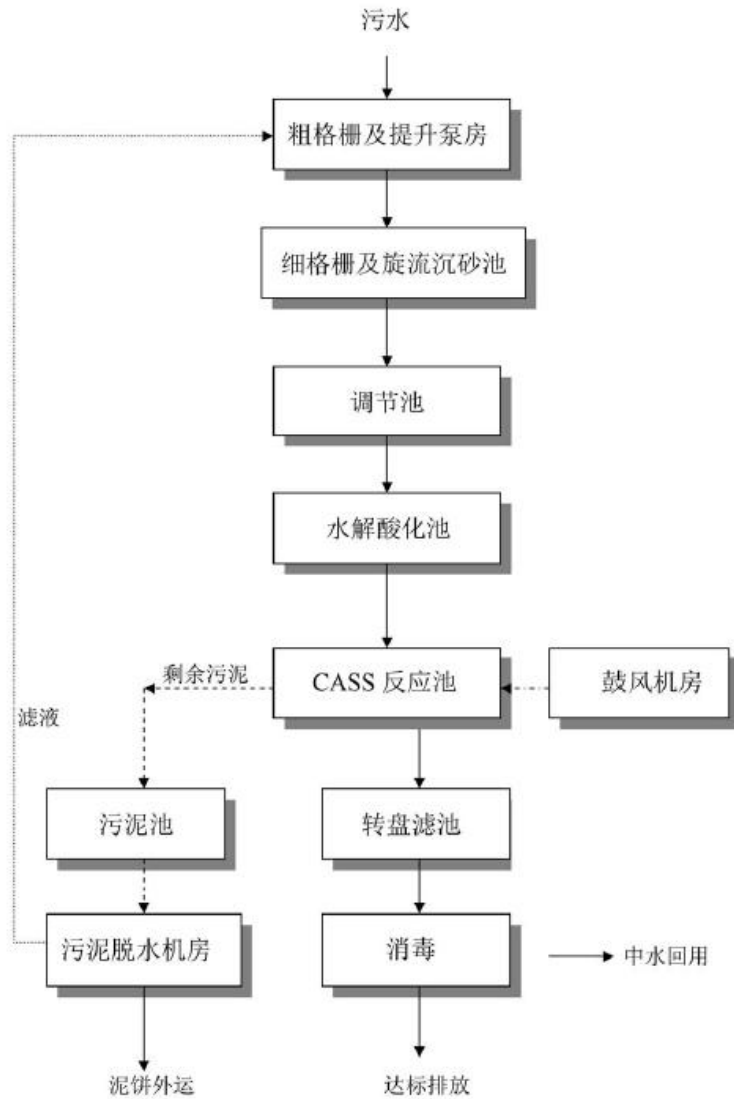 污水
粗格栅及提升泵房
细格栅及旋流沉砂池
调节池
水解酸化池
剩余污泥
CASS 反应池
鼓风机房
滤液
污泥池
转盘滤池
污泥脱水机房
消毒
中水回用
泥饼外运
达标排放